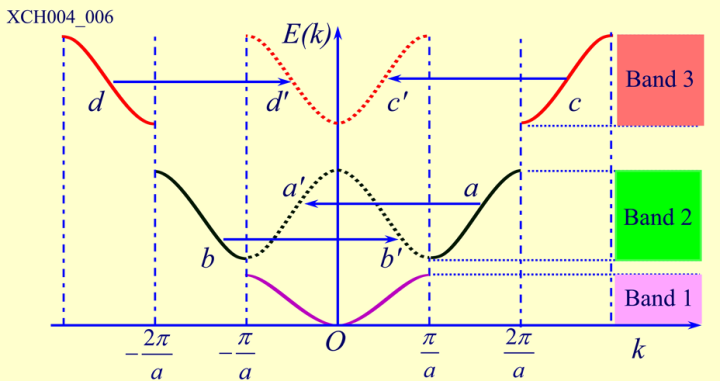 XCH004_006
E(k)
Band 3
d
d'
c'
c
a'
a
Band 2
b
b'
Band 1
-2π/a
-π/a
O
π/a
2π/a
k